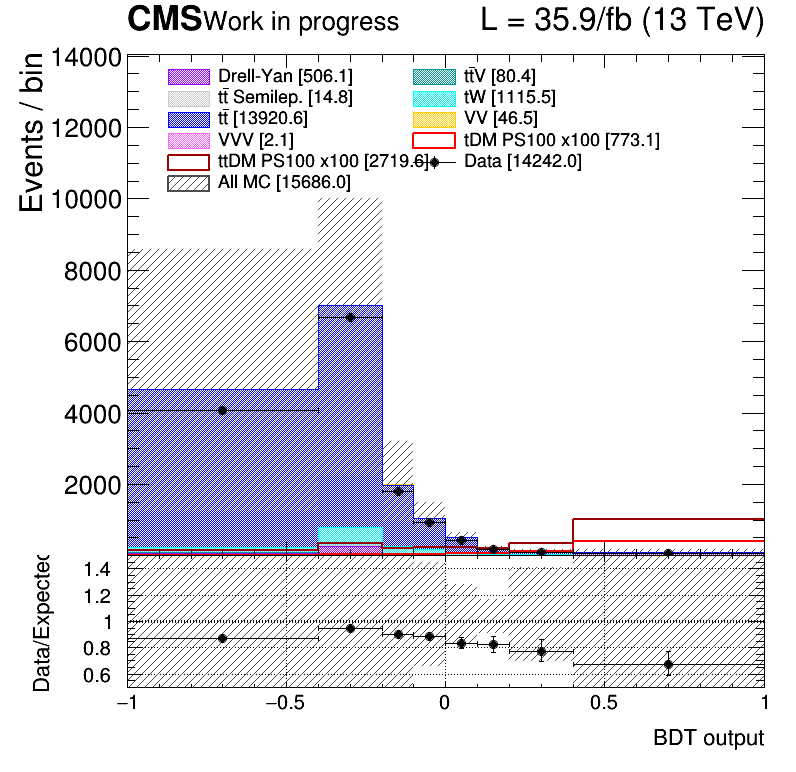 CMS Work in progress L = 35.9/fb (13 TeV)
Events / bin
14000
12000
10000
8000
6000
4000
2000
Drell-Yan [506.1]
tt̄ Semilep. [14.8]
tt̄ [13920.6]
VVV [2.1]
ttDM PS100 x100 [2719.6]
All MC [15686.0]
tt̄V [80.4]
tW [1115.5]
VV [46.5]
tDM PS100 x100 [773.1]
Data [14242.0]
Data/Expected
1.4
1.2
1
0.8
0.6
−1 −0.5 0 0.5 1
BDT output